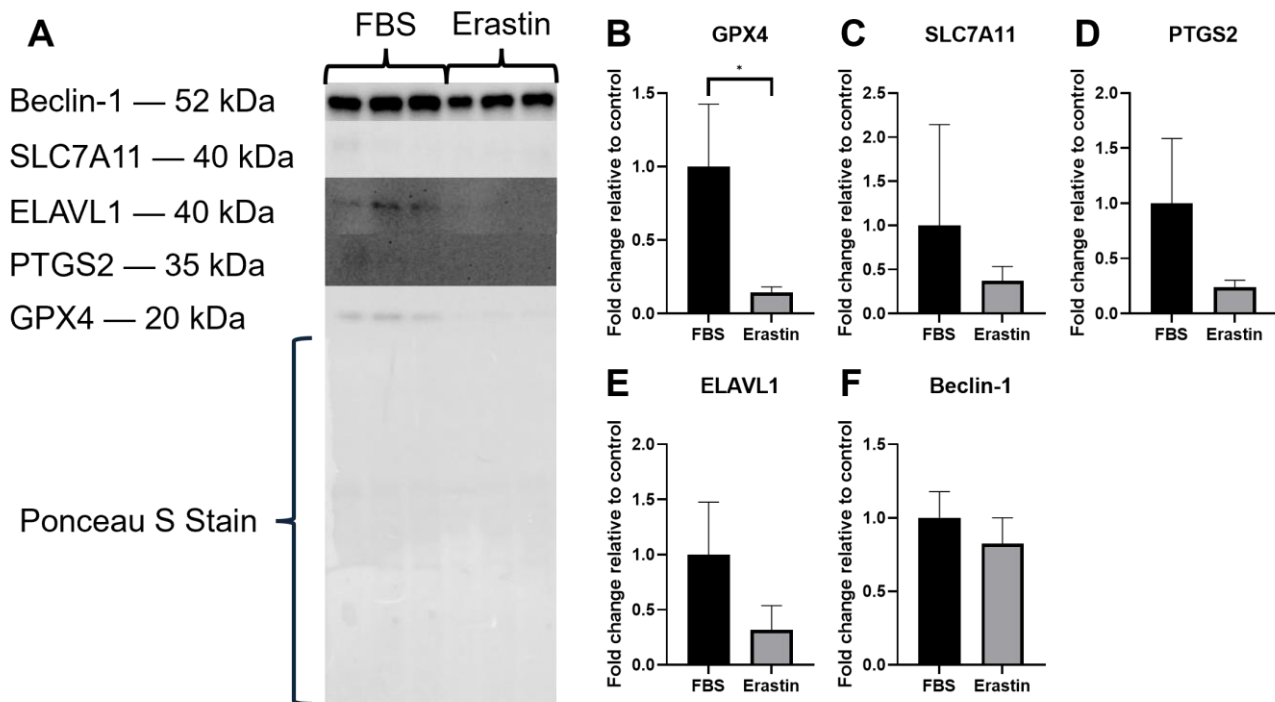 A
FBS Erastin
Beclin-1 — 52 kDa
SLC7A11 — 40 kDa
ELAVL1 — 40 kDa
PTGS2 — 35 kDa
GPX4 — 20 kDa
Ponceau S Stain
B
GPX4
*
Fold change relative to control
1.5
1.0
0.5
0.0
FBS Erastin
C
SLC7A11
Fold change relative to control
2.5
2.0
1.5
1.0
0.5
0.0
FBS Erastin
D
PTGS2
Fold change relative to control
2.0
1.5
1.0
0.5
0.0
FBS Erastin
E
ELAVL1
Fold change relative to control
2.0
1.5
1.0
0.5
0.0
FBS Erastin
F
Beclin-1
Fold change relative to control
1.5
1.0
0.5
0.0
FBS Erastin